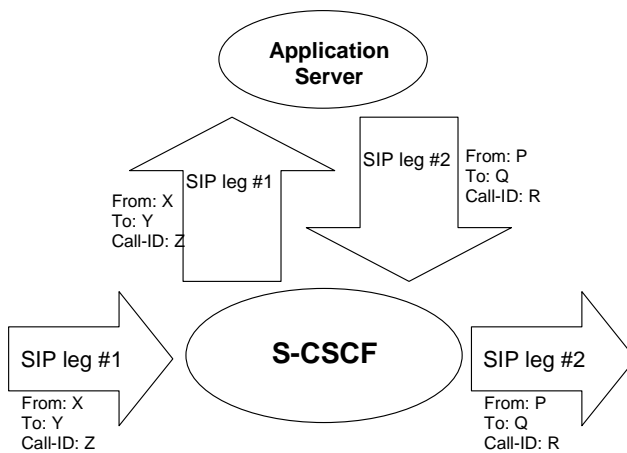 Application
Server
SIP leg #1
From: X
To: Y
Call-ID: Z
SIP leg #2
From: P
To: Q
Call-ID: R
SIP leg #1
From: X
To: Y
Call-ID: Z
S-CSCF
SIP leg #2
From: P
To: Q
Call-ID: R